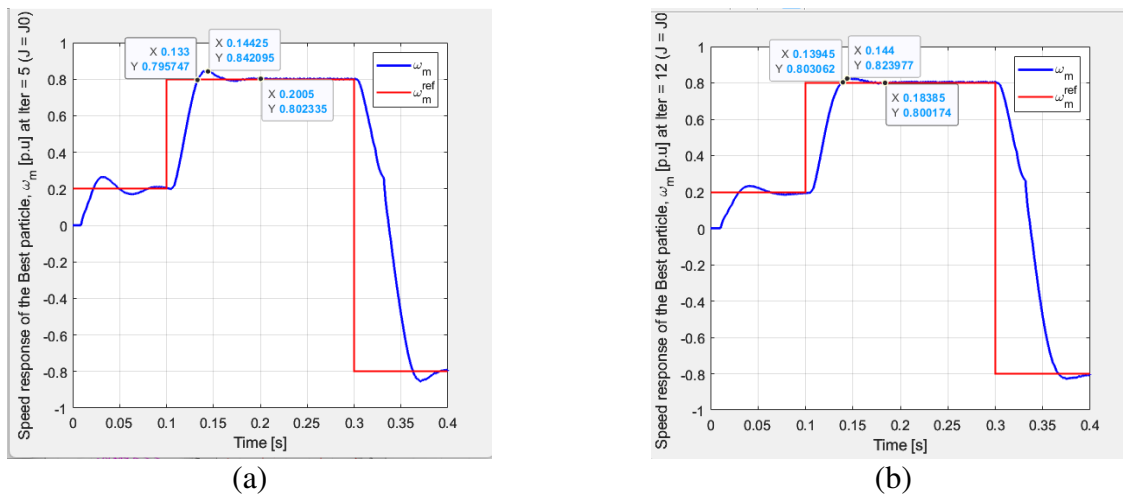 Speed response of the Best particle, ω_m [p.u] at Iter = 5 (J = J0)
X 0.133
Y 0.795747
X 0.14425
Y 0.842095
X 0.2005
Y 0.802335
ω_m
ω_m^ref
1
0.8
0.6
0.4
0.2
0
-0.2
-0.4
-0.6
-0.8
-1
0 0.05 0.1 0.15 0.2 0.25 0.3 0.35 0.4
Time [s]
(a)
Speed response of the Best particle, ω_m [p.u] at Iter = 12 (J = J0
X 0.13945
Y 0.803062
X 0.144
Y 0.823977
X 0.18385
Y 0.800174
ω_m
ω_m^ref
1
0.8
0.6
0.4
0.2
0
-0.2
-0.4
-0.6
-0.8
-1
0 0.05 0.1 0.15 0.2 0.25 0.3 0.35 0.4
Time [s]
(b)